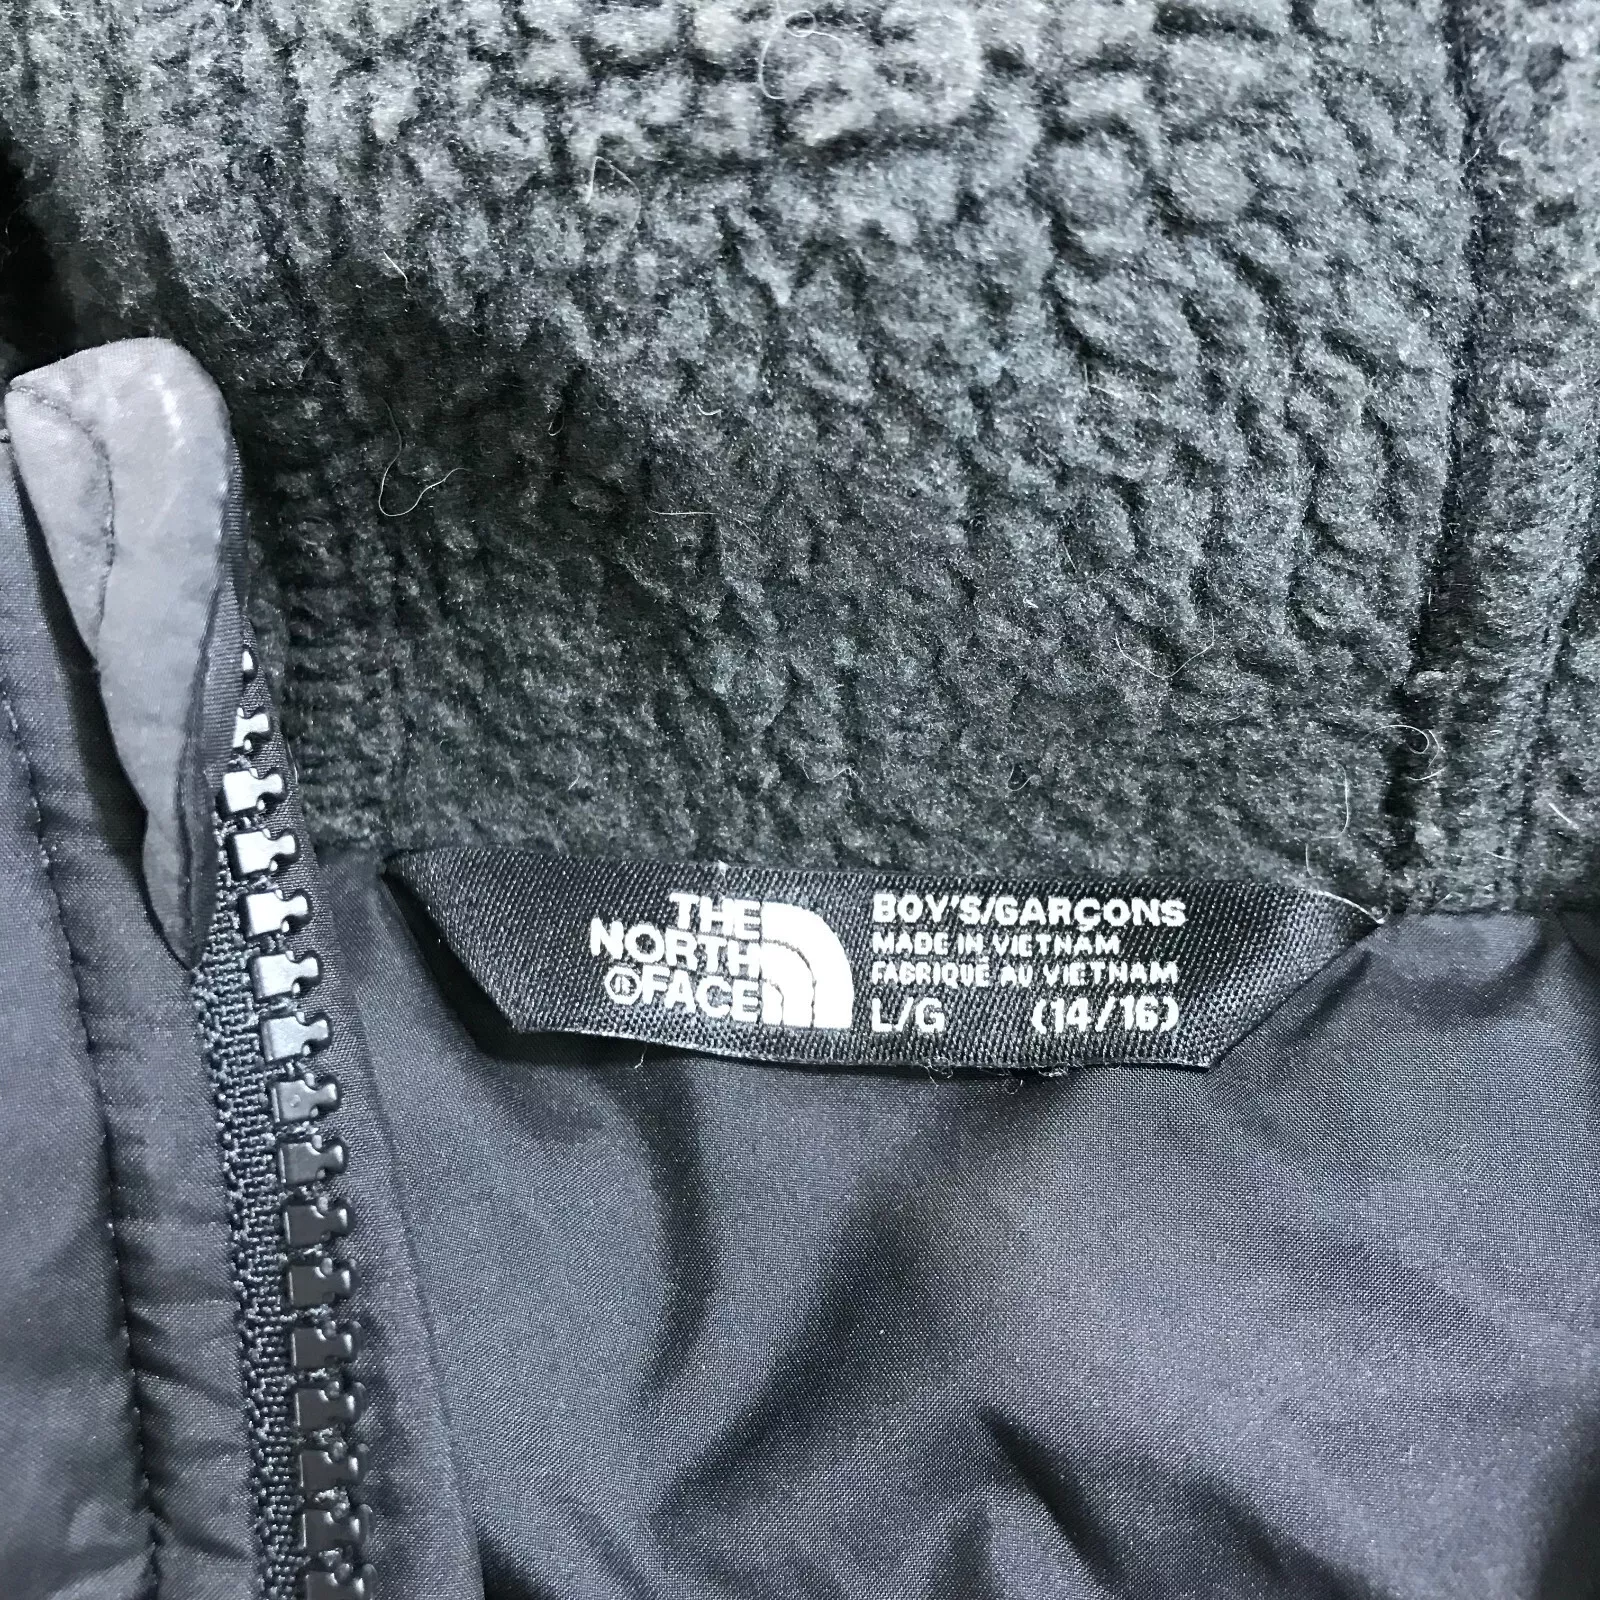 THE
NORTH
®FACE
BOY'S/GARÇONS
MADE IN VIETNAM
FABRIQUÉ AU VIETNAM
L/G (14/16)